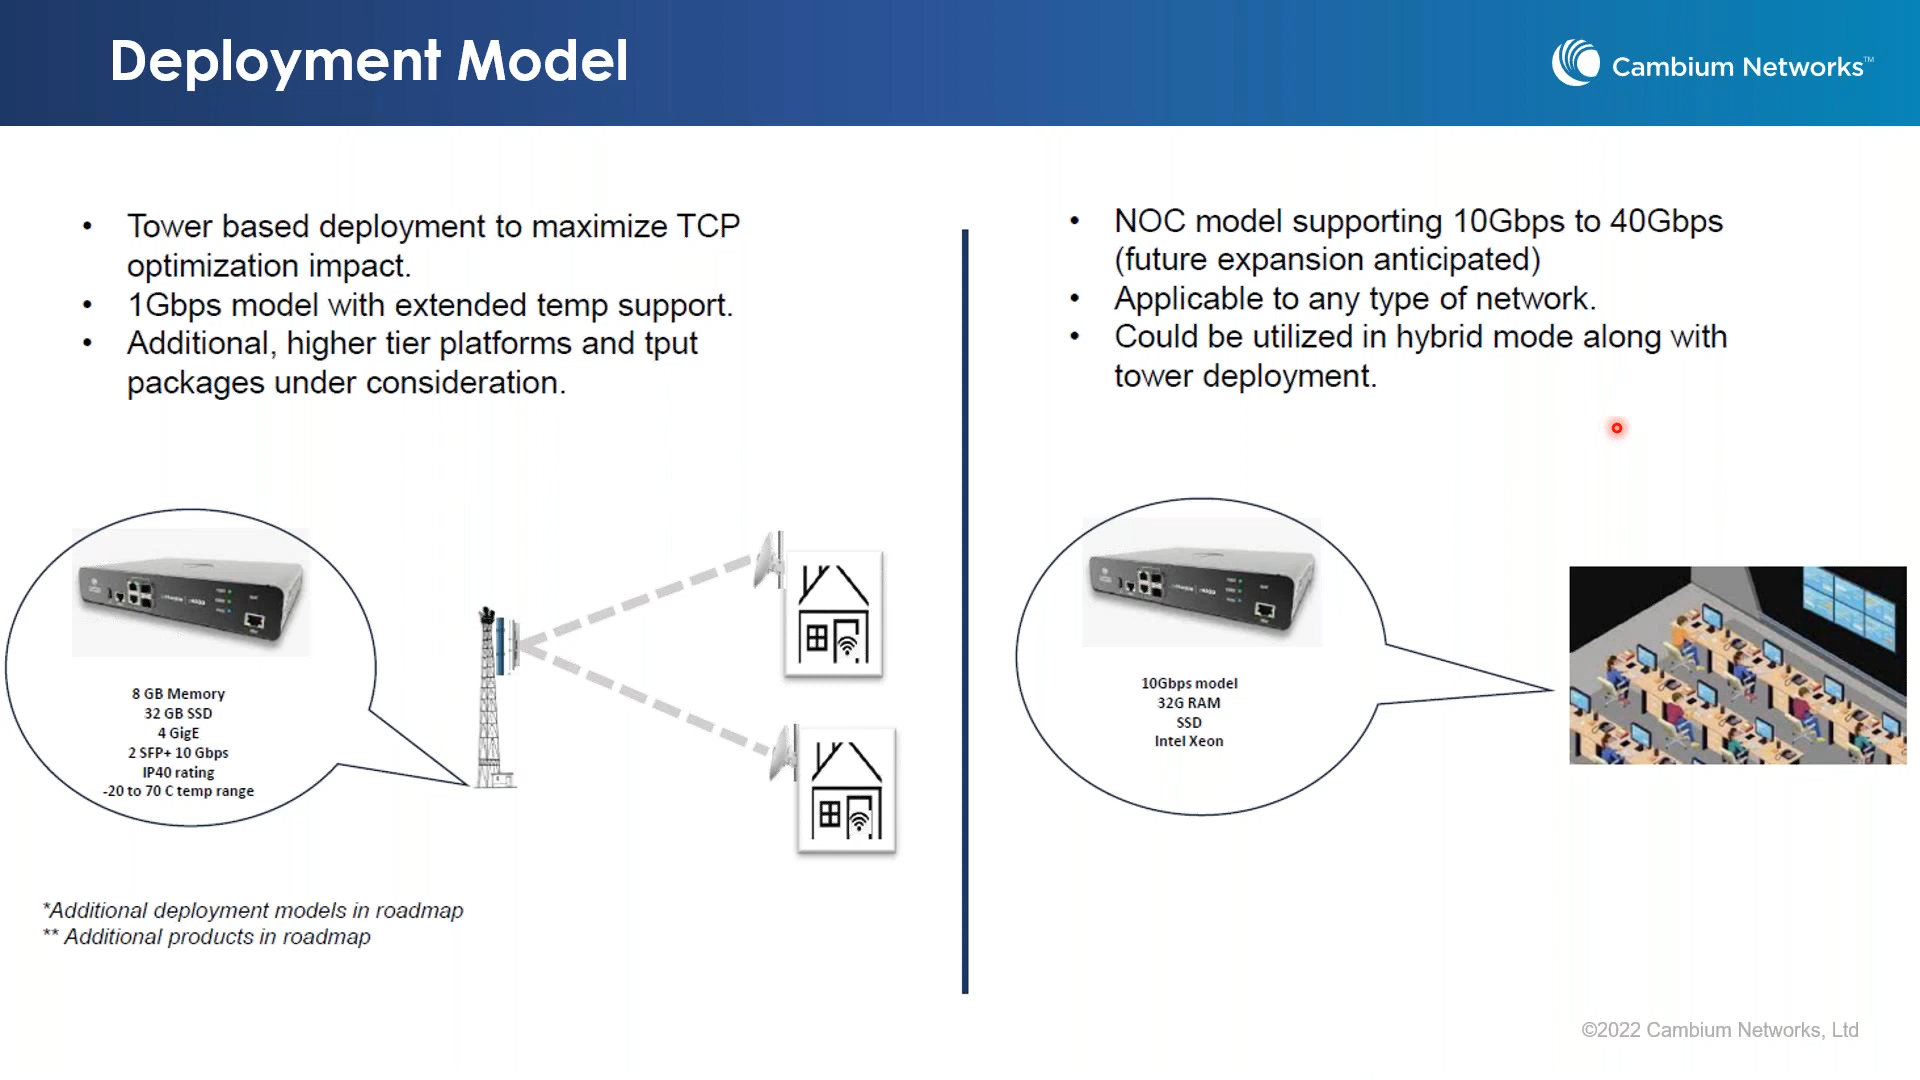 Deployment Model
Cambium Networks™
• Tower based deployment to maximize TCP
optimization impact.
• 1Gbps model with extended temp support.
• Additional, higher tier platforms and tput
packages under consideration.
8 GB Memory
32 GB SSD
4 GigE
2 SFP+ 10 Gbps
IP40 rating
-20 to 70 C temp range
*Additional deployment models in roadmap
** Additional products in roadmap
• NOC model supporting 10Gbps to 40Gbps
(future expansion anticipated)
• Applicable to any type of network.
• Could be utilized in hybrid mode along with
tower deployment.
10Gbps model
32G RAM
SSD
Intel Xeon
©2022 Cambium Networks, Ltd